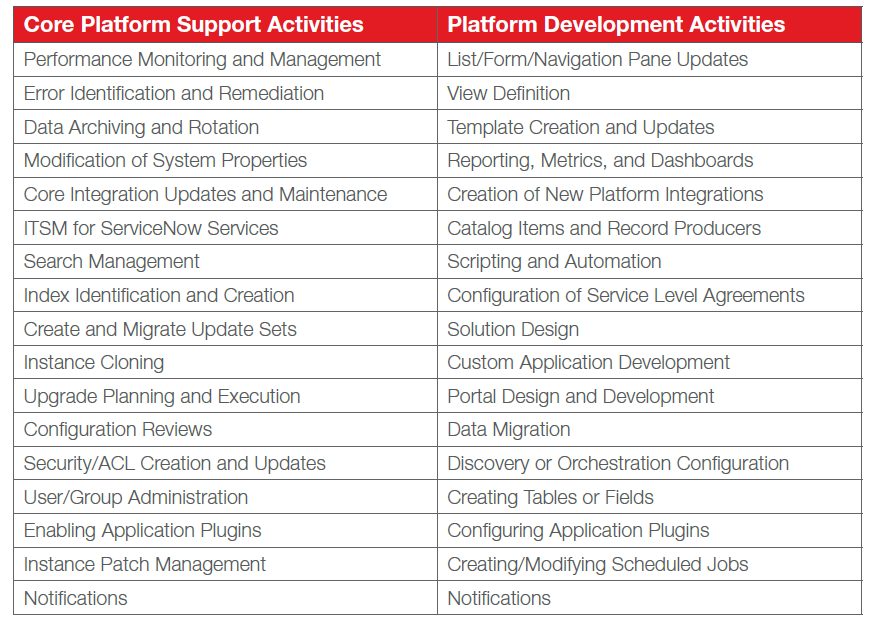 Core Platform Support Activities Platform Development Activities
Performance Monitoring and Management List/Form/Navigation Pane Updates
Error Identification and Remediation View Definition
Data Archiving and Rotation Template Creation and Updates
Modification of System Properties Reporting, Metrics, and Dashboards
Core Integration Updates and Maintenance Creation of New Platform Integrations
ITSM for ServiceNow Services Catalog Items and Record Producers
Search Management Scripting and Automation
Index Identification and Creation Configuration of Service Level Agreements
Create and Migrate Update Sets Solution Design
Instance Cloning Custom Application Development
Upgrade Planning and Execution Portal Design and Development
Configuration Reviews Data Migration
Security/ACL Creation and Updates Discovery or Orchestration Configuration
User/Group Administration Creating Tables or Fields
Enabling Application Plugins Configuring Application Plugins
Instance Patch Management Creating/Modifying Scheduled Jobs
Notifications Notifications